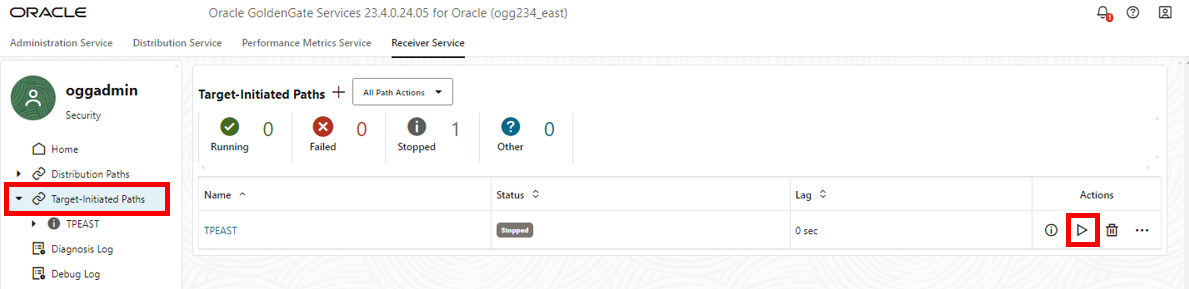 ORACLE Oracle GoldenGate Services 23.4.0.24.05 for Oracle (ogg234_east) 1
Administration Service Distribution Service Performance Metrics Service Receiver Service
oggadmin
Security
Home
Distribution Paths
Target-Initiated Paths
TPEAST
Diagnosis Log
Debug Log
Target-Initiated Paths All Path Actions
0 0 1 0
Running Failed Stopped Other
Name Status Lag Actions
TPEAST Stopped 0 sec